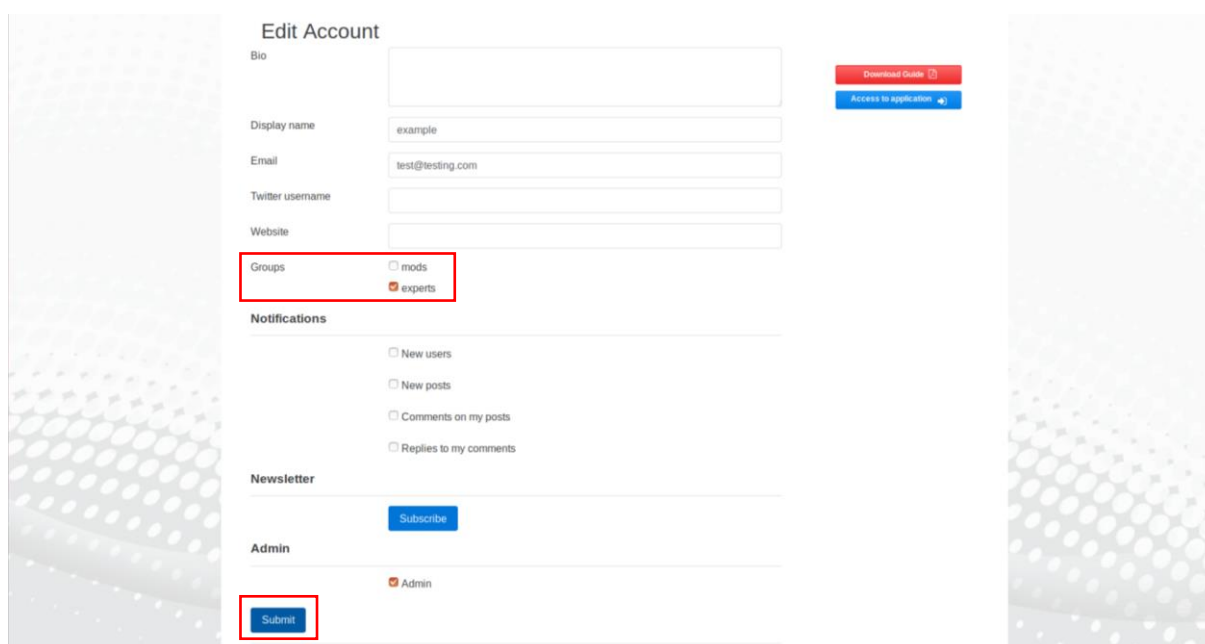 Edit Account
Bio
Download Guide
Access to application
Display name
example
Email
test@testing.com
Twitter username
Website
Groups
mods
experts
Notifications
New users
New posts
Comments on my posts
Replies to my comments
Newsletter
Subscribe
Admin
Admin
Submit